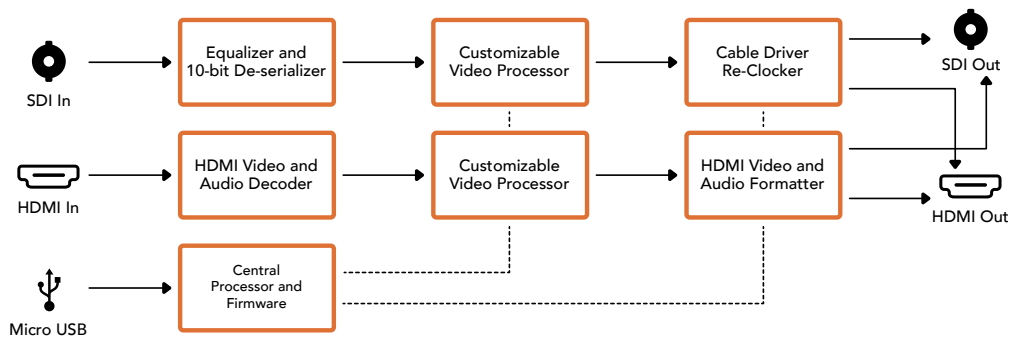 SDI In
Equalizer and
10-bit De-serializer
Customizable
Video Processor
Cable Driver
Re-Clocker
SDI Out
HDMI In
HDMI Video and
Audio Decoder
Customizable
Video Processor
HDMI Video and
Audio Formatter
HDMI Out
Micro USB
Central
Processor and
Firmware